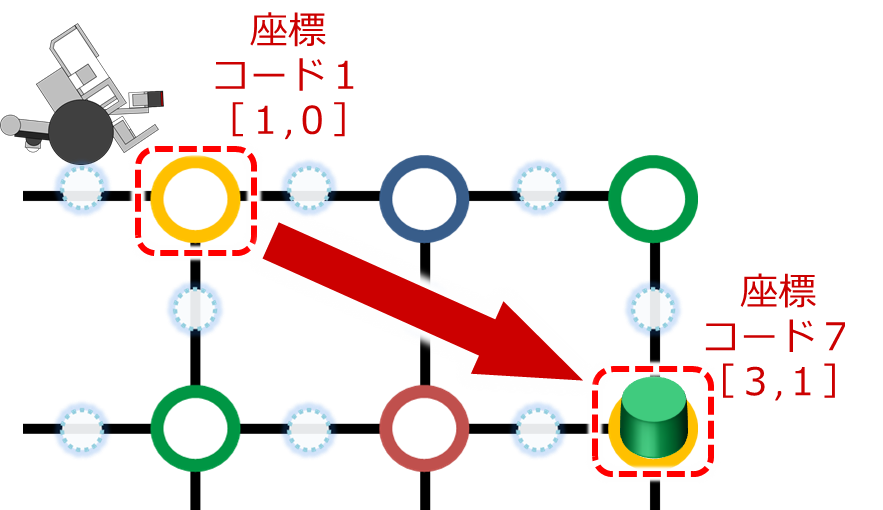 座標
コード1
[1,0]
座標
コード7
[3,1]